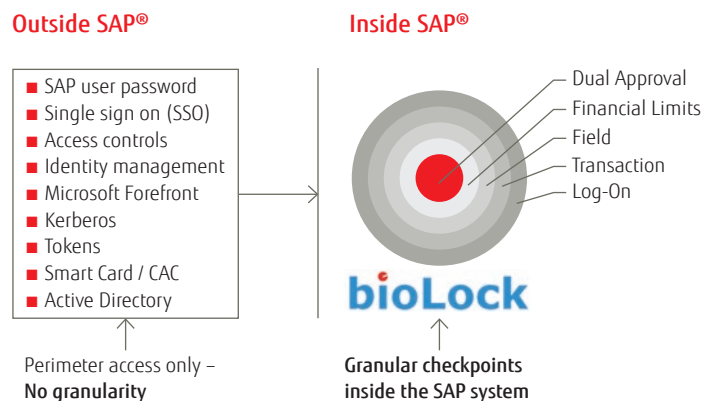 Outside SAP®
Inside SAP®
SAP user password
Single sign on (SSO)
Access controls
Identity management
Microsoft Forefront
Kerberos
Tokens
Smart Card / CAC
Active Directory
Perimeter access only –
No granularity
Dual Approval
Financial Limits
Field
Transaction
Log-On
bioLock
Granular checkpoints
inside the SAP system